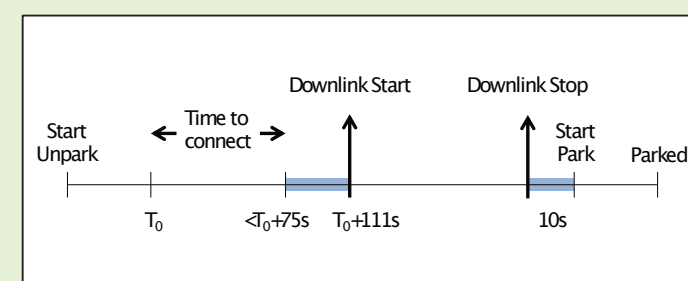 Downlink Start
Downlink Stop
Time to
connect
Start
Unpark
Start
Park
Parked
T0
<T0+75s
T0+111s
10s